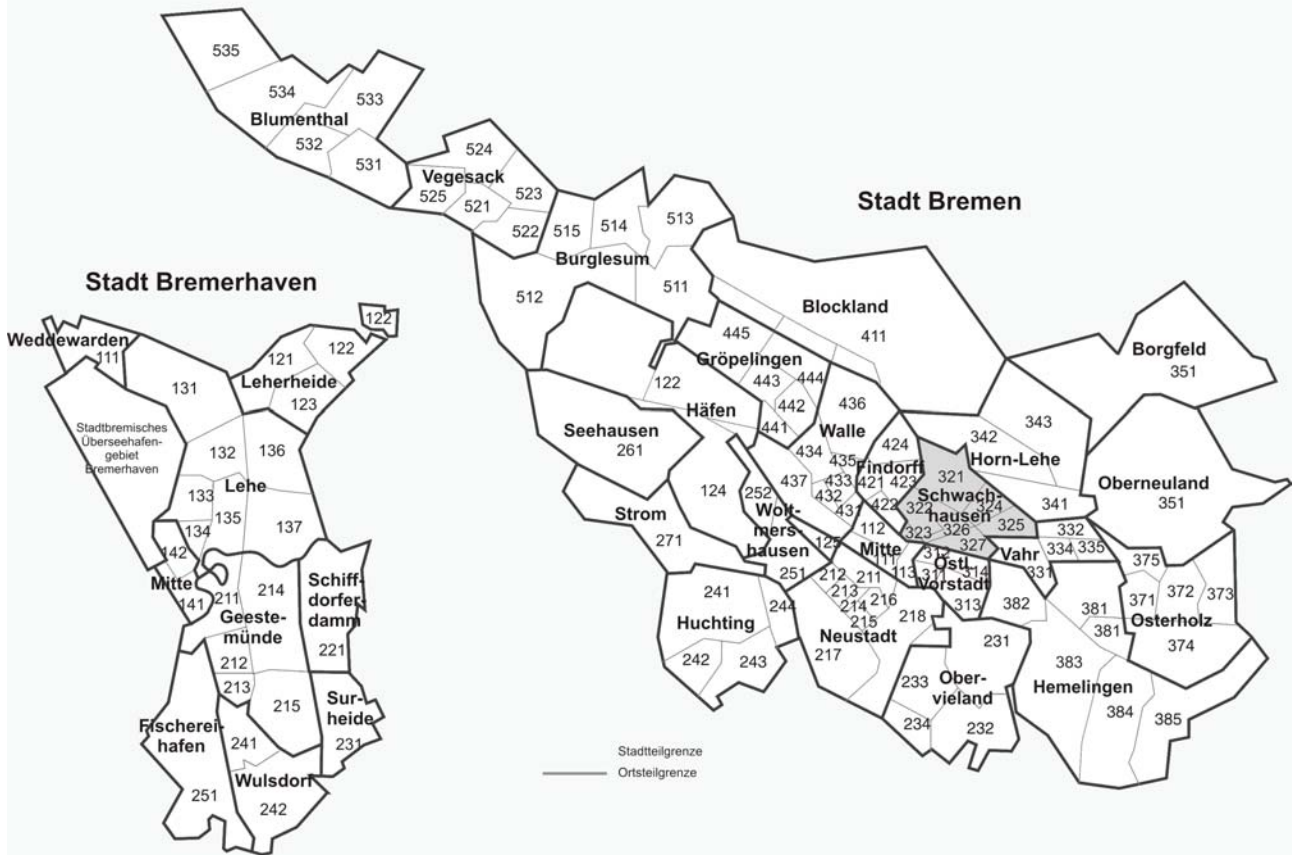 Stadt Bremen
Stadt Bremerhaven
535
534
533
Blumenthal
532
531
524
Vegesack
525
523
521
522
515
514
513
Burglesum
512
511
Blockland
411
445
Gröpelingen
443
444
442
441
122
Häfen
Seehausen
261
436
Walle
434
435
437
433
432
431
424
Findorff
421
423
422
342
343
Horn-Lehe
341
Borgfeld
351
Oberneuland
351
321
Schwach-
hausen
322
324
323
326
325
327
124
252
Wolt-
mers-
hausen
125
251
Strom
271
112
Mitte
111
113
312
Östl.
Vorstadt
311
314
313
Vahr
332
334
335
331
375
371
372
373
Osterholz
374
241
244
Huchting
242
243
212
211
213
214
216
215
218
Neustadt
217
231
233
Ober-
vieland
234
232
382
381
381
383
Hemelingen
384
385
122
Weddewarden
111
121
122
Leherheide
123
131
Stadtbremisches
Überseehafen-
gebiet
Bremerhaven
132
136
Lehe
133
135
134
137
142
Mitte
141
211
214
Geeste-
münde
Schiff-
dorfer-
damm
221
212
213
215
Sur-
heide
231
Fischerei-
hafen
251
241
Wulsdorf
242
Stadtteilgrenze
Ortsteilgrenze